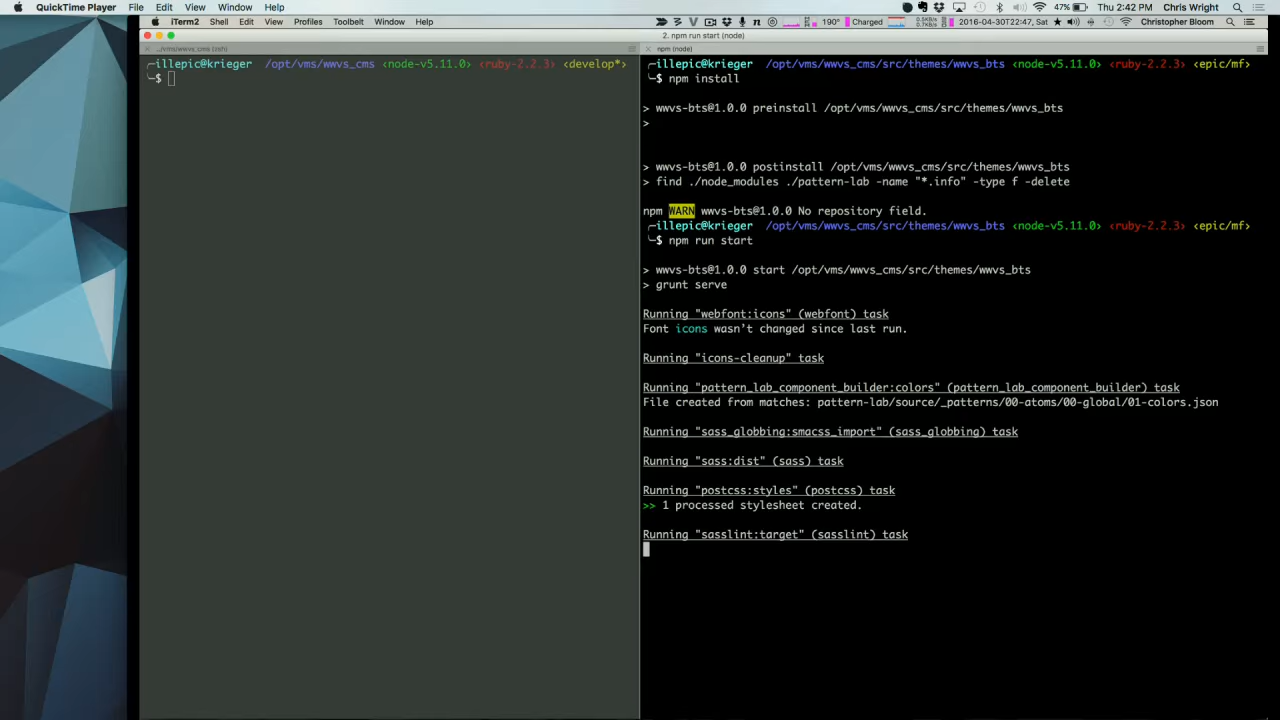 QuickTime Player File Edit View Window Help 47% Thu 2:42 PM Chris Wright
iTerm2 Shell Edit View Profiles Toolbelt Window Help 190° Charged 0.5KB/s 0.7KB/s 2016-04-30T22:47, Sat Christopher Bloom
2. npm run start (node)
../vms/wwvs_cms (zsh)
npm (node)
illepic@krieger /opt/vms/wwvs_cms <node-v5.11.0> <ruby-2.2.3> <develop*>
$
illepic@krieger /opt/vms/wwvs_cms/src/themes/wwvs_bts <node-v5.11.0> <ruby-2.2.3> <epic/mf>
$ npm install
> wwvs-bts@1.0.0 preinstall /opt/vms/wwvs_cms/src/themes/wwvs_bts
>
> wwvs-bts@1.0.0 postinstall /opt/vms/wwvs_cms/src/themes/wwvs_bts
> find ./node_modules ./pattern-lab -name "*.info" -type f -delete
npm WARN wwvs-bts@1.0.0 No repository field.
illepic@krieger /opt/vms/wwvs_cms/src/themes/wwvs_bts <node-v5.11.0> <ruby-2.2.3> <epic/mf>
$ npm run start
> wwvs-bts@1.0.0 start /opt/vms/wwvs_cms/src/themes/wwvs_bts
> grunt serve
Running "webfont:icons" (webfont) task
Font icons wasn't changed since last run.
Running "icons-cleanup" task
Running "pattern_lab_component_builder:colors" (pattern_lab_component_builder) task
File created from matches: pattern-lab/source/_patterns/00-atoms/00-global/01-colors.json
Running "sass_globbing:smacss_import" (sass_globbing) task
Running "sass:dist" (sass) task
Running "postcss:styles" (postcss) task
>> 1 processed stylesheet created.
Running "sasslint:target" (sasslint) task